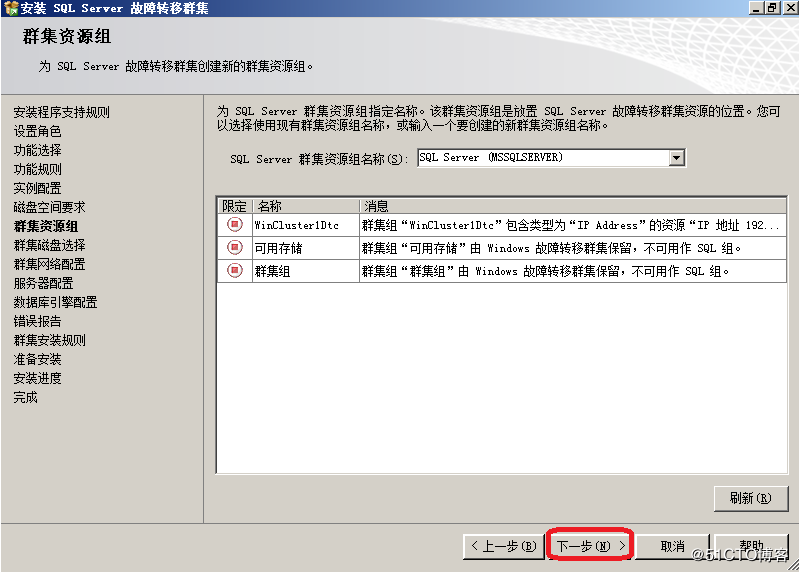 安装 SQL Server 故障转移群集
群集资源组
为 SQL Server 故障转移群集创建新的群集资源组。
安装程序支持规则
设置角色
功能选择
功能规则
实例配置
磁盘空间要求
群集资源组
群集磁盘选择
群集网络配置
服务器配置
数据库引擎配置
错误报告
群集安装规则
准备安装
安装进度
完成
为 SQL Server 群集资源组指定名称。该群集资源组是放置 SQL Server 故障转移群集资源的位置。您可
以选择使用现有群集资源组名称，或输入一个要创建的新群集资源组名称。
SQL Server 群集资源组名称(S): SQL Server (MSSQLSERVER)
限定 名称 消息
WinCluster1Dtc 群集组“WinCluster1Dtc”包含类型为“IP Address”的资源“IP 地址 192...
可用存储 群集组“可用存储”由 Windows 故障转移群集保留，不可用作 SQL 组。
群集组 群集组“群集组”由 Windows 故障转移群集保留，不可用作 SQL 组。
刷新(R)
< 上一步(B) 下一步(N) > 取消 帮助
@51CTO博客